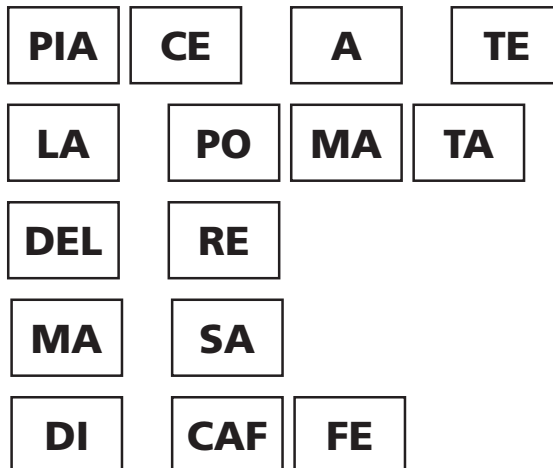 PIA CE A TE
LA PO MA TA
DEL RE
MA SA
DI CAF FE